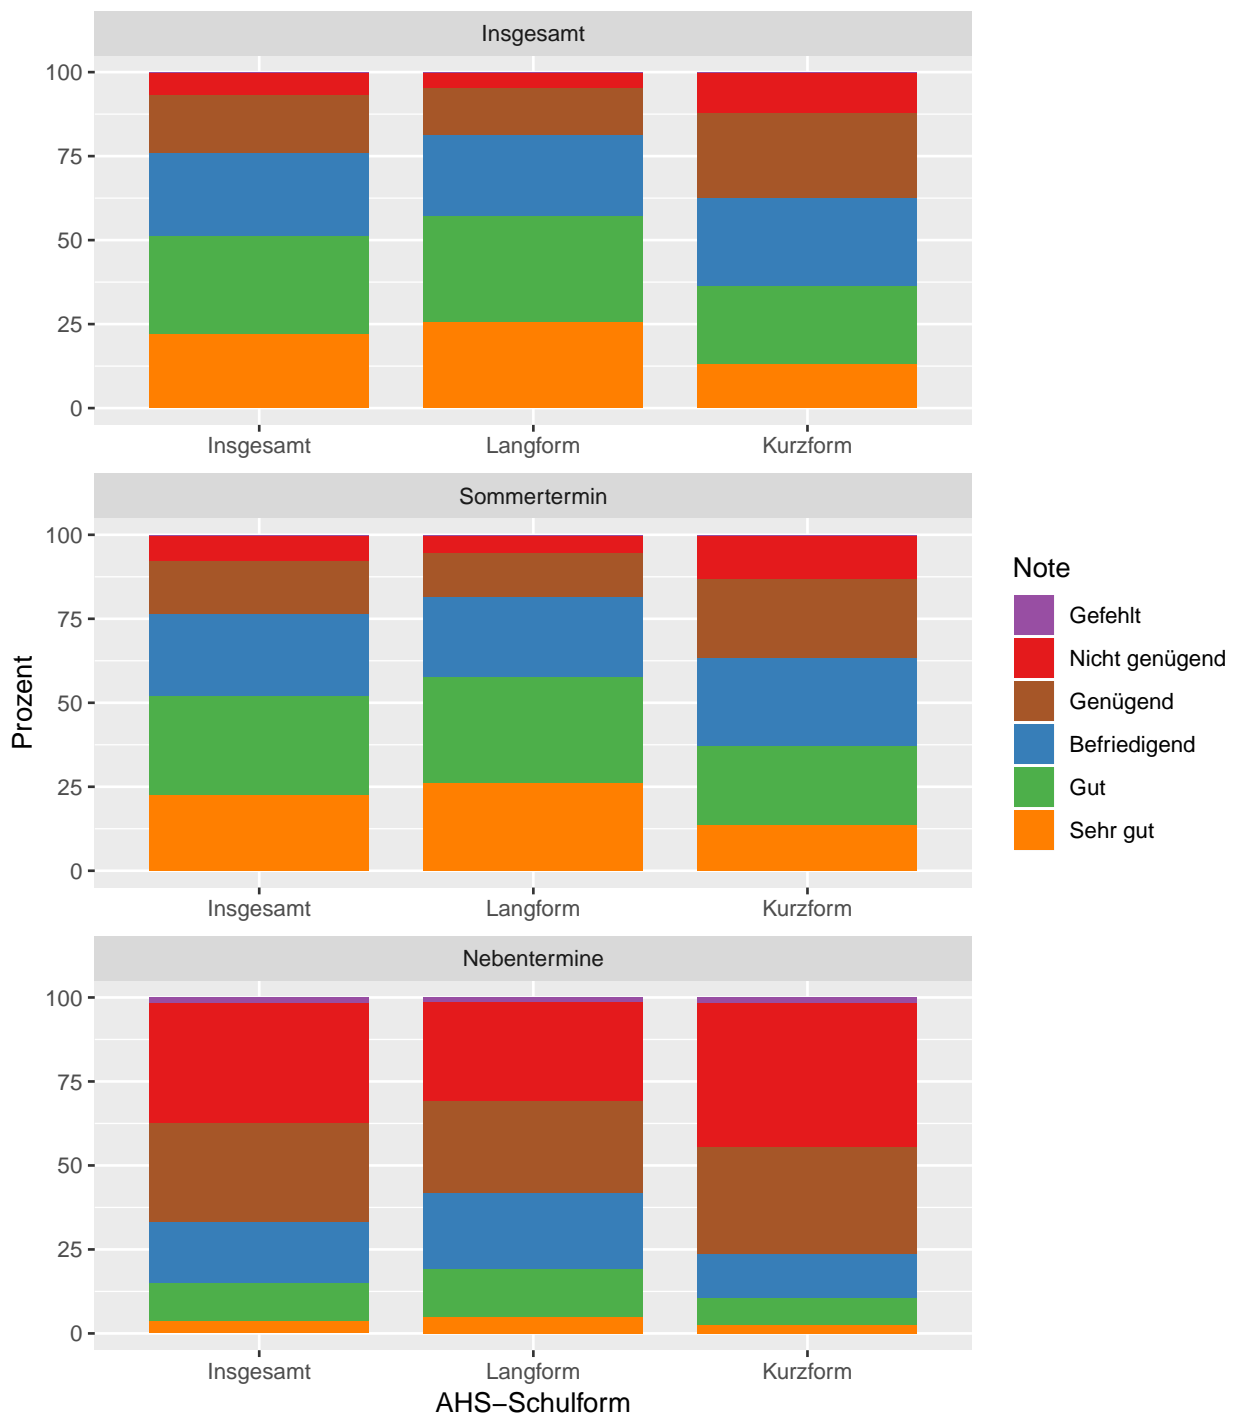 Insgesamt
100
75
50
25
0
Insgesamt Langform Kurzform
Sommertermin
100
75
50
25
0
Insgesamt Langform Kurzform
Nebentermine
100
75
50
25
0
Insgesamt Langform Kurzform
AHS−Schulform
Prozent
Note
Gefehlt
Nicht genügend
Genügend
Befriedigend
Gut
Sehr gut